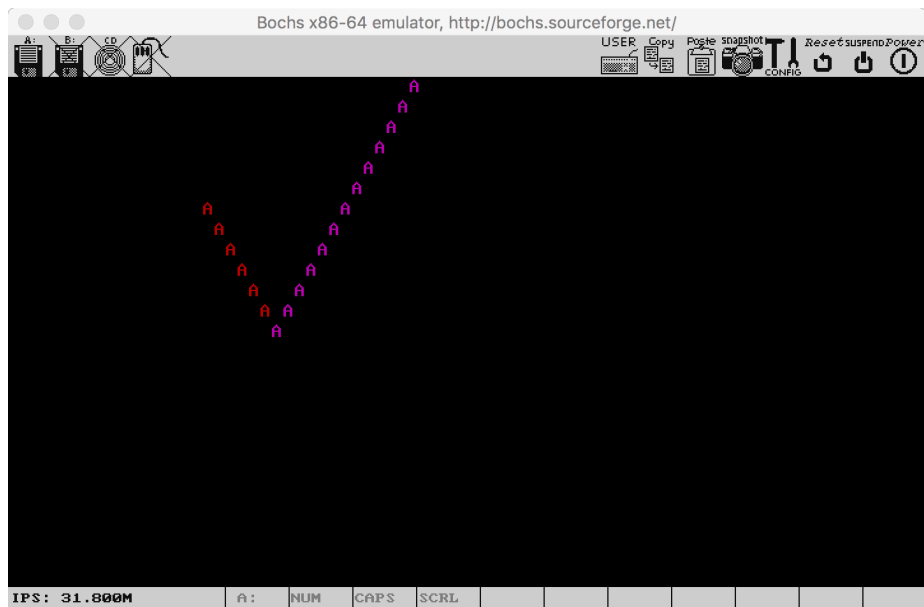 Bochs x86-64 emulator, http://bochs.sourceforge.net/
A: B: CD USER Copy Paste snapshot CONFIG Reset SUSPEND Power
A
A
A
A
A
A
A A
A A
A A
A A
A A
A A
A
IPS: 31.800M A: NUM CAPS SCRL